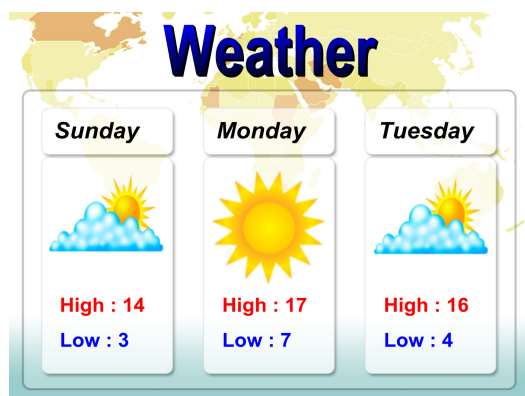 Weather
Sunday
Monday
Tuesday
High : 14
High : 17
High : 16
Low : 3
Low : 7
Low : 4